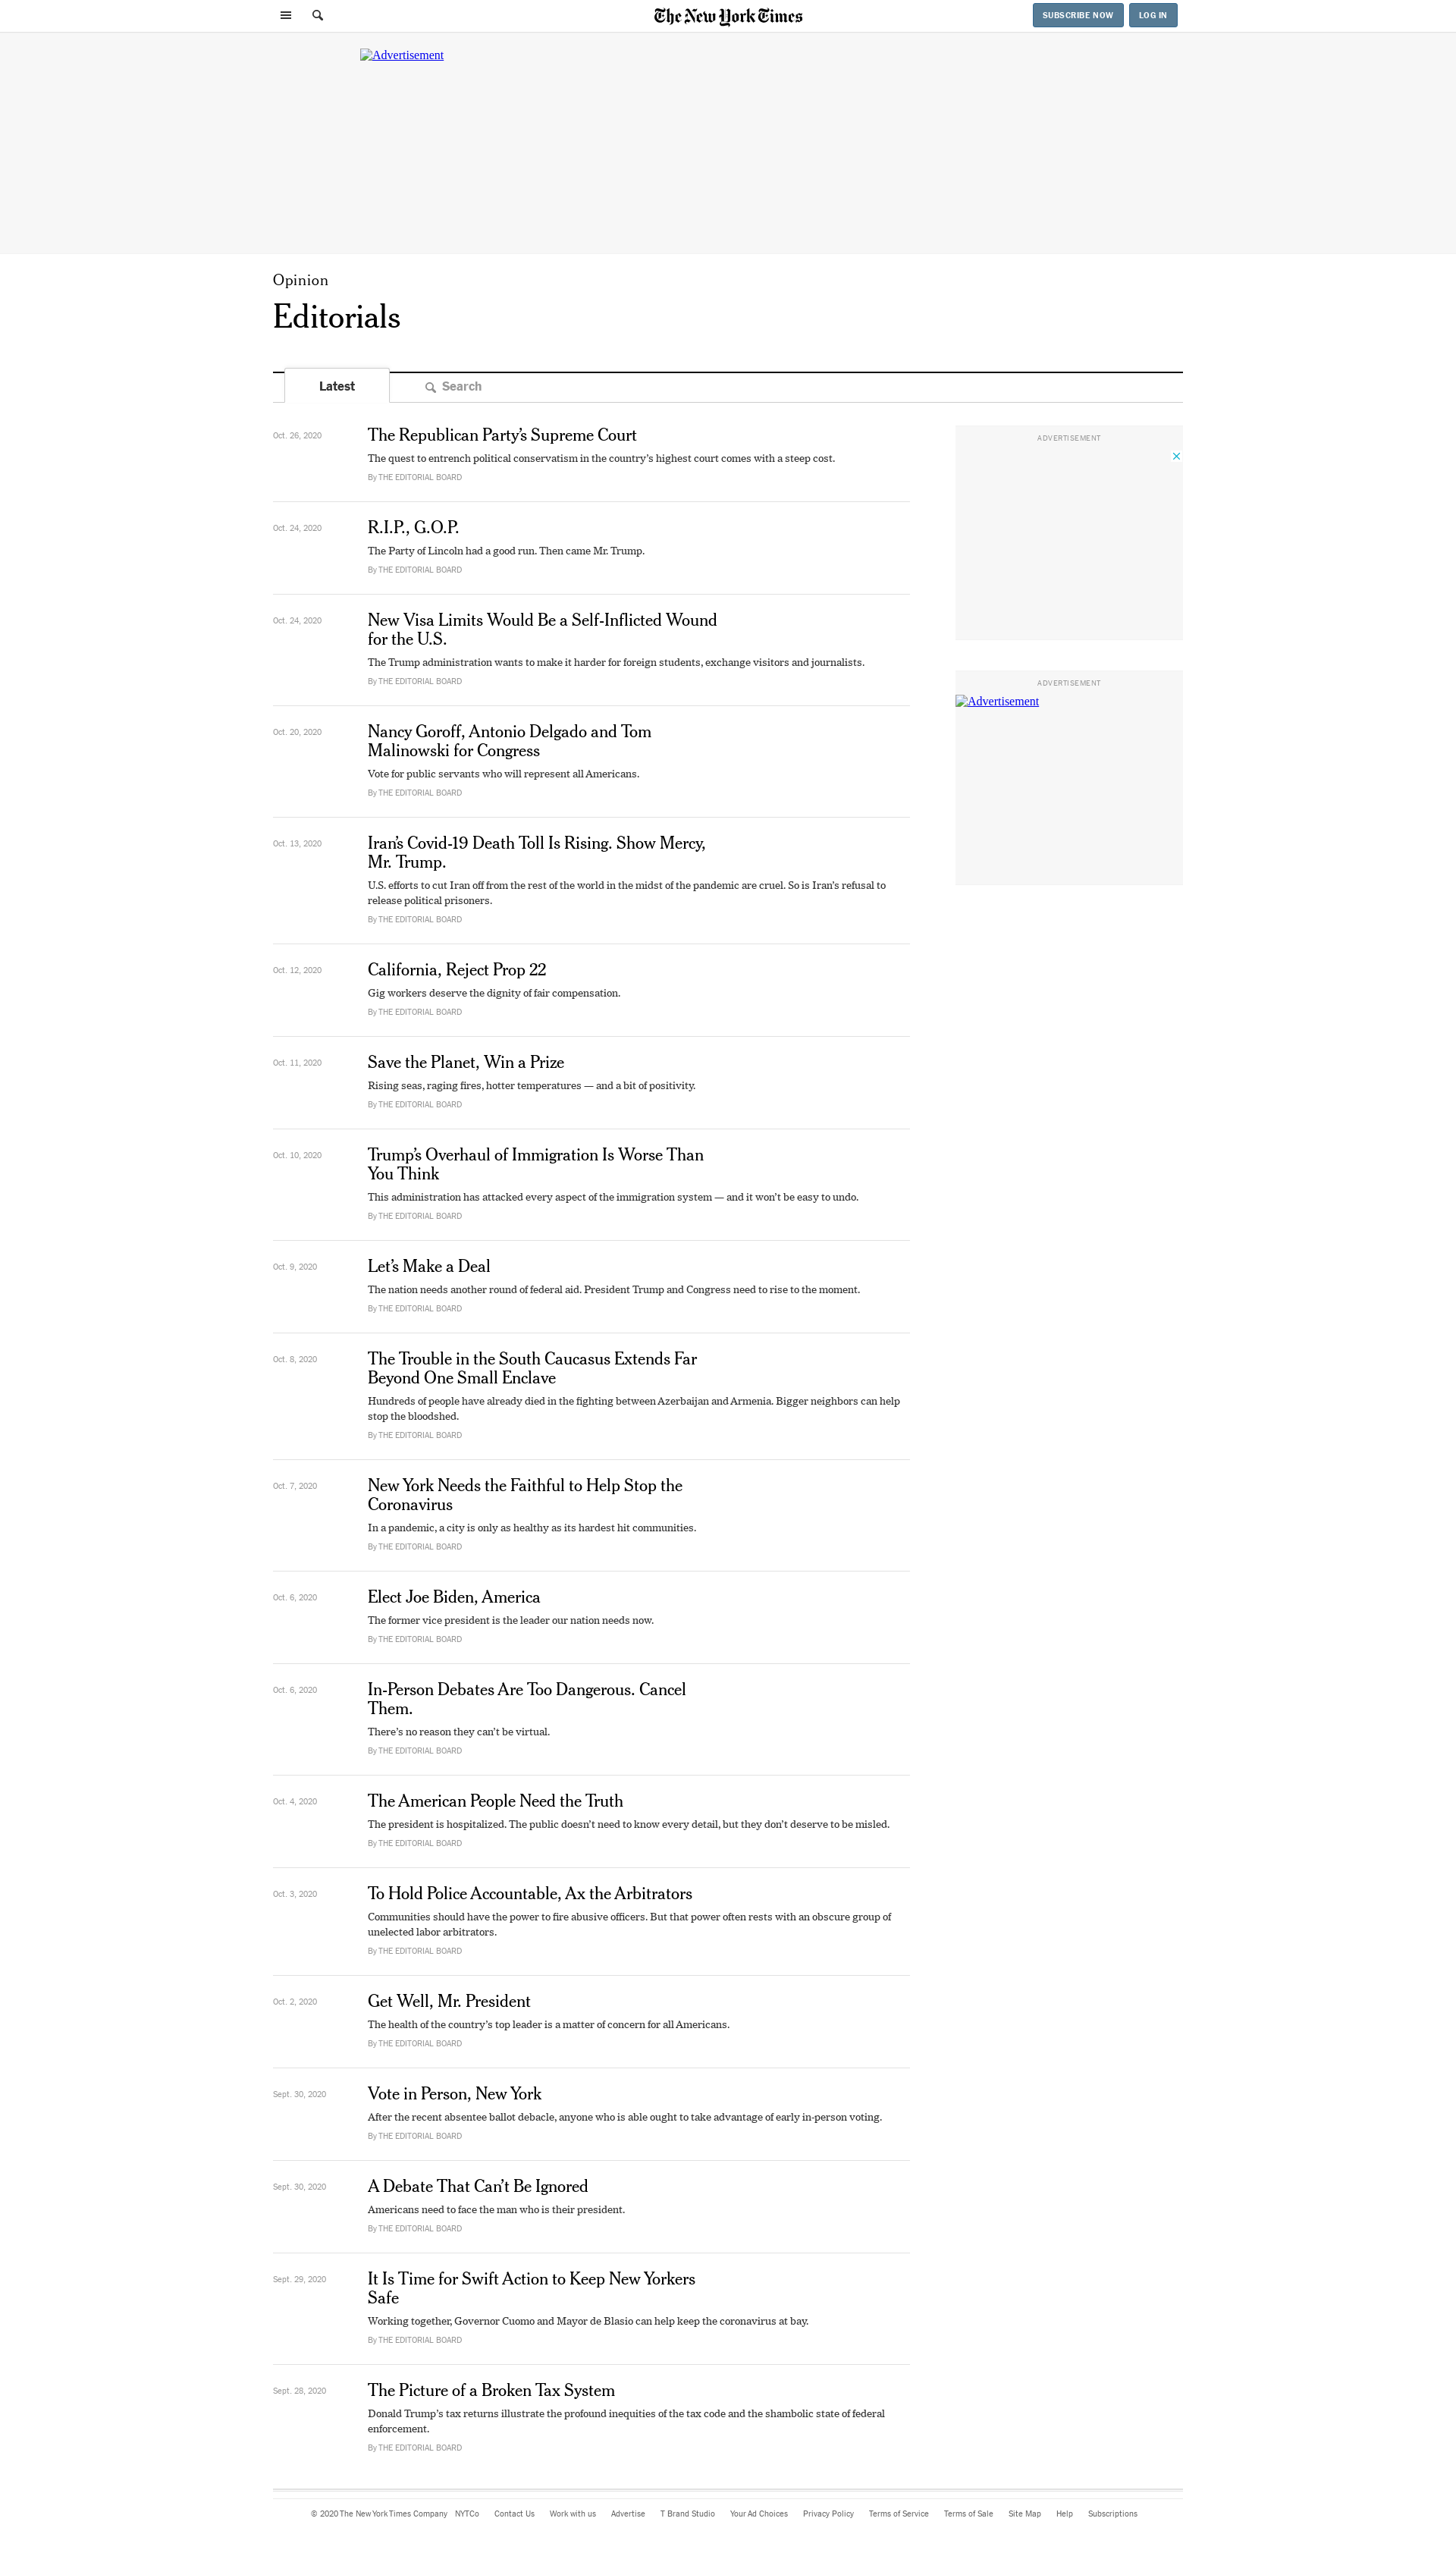 The New York Times
SUBSCRIBE NOW
LOG IN
Advertisement
Opinion
Editorials
Latest
Search
Oct. 26, 2020
The Republican Party’s Supreme Court
The quest to entrench political conservatism in the country’s highest court comes with a steep cost.
By THE EDITORIAL BOARD
Oct. 24, 2020
R.I.P., G.O.P.
The Party of Lincoln had a good run. Then came Mr. Trump.
By THE EDITORIAL BOARD
Oct. 24, 2020
New Visa Limits Would Be a Self-Inflicted Wound
for the U.S.
The Trump administration wants to make it harder for foreign students, exchange visitors and journalists.
By THE EDITORIAL BOARD
Oct. 20, 2020
Nancy Goroff, Antonio Delgado and Tom
Malinowski for Congress
Vote for public servants who will represent all Americans.
By THE EDITORIAL BOARD
Oct. 13, 2020
Iran’s Covid-19 Death Toll Is Rising. Show Mercy,
Mr. Trump.
U.S. efforts to cut Iran off from the rest of the world in the midst of the pandemic are cruel. So is Iran’s refusal to
release political prisoners.
By THE EDITORIAL BOARD
Oct. 12, 2020
California, Reject Prop 22
Gig workers deserve the dignity of fair compensation.
By THE EDITORIAL BOARD
Oct. 11, 2020
Save the Planet, Win a Prize
Rising seas, raging fires, hotter temperatures — and a bit of positivity.
By THE EDITORIAL BOARD
Oct. 10, 2020
Trump’s Overhaul of Immigration Is Worse Than
You Think
This administration has attacked every aspect of the immigration system — and it won’t be easy to undo.
By THE EDITORIAL BOARD
Oct. 9, 2020
Let’s Make a Deal
The nation needs another round of federal aid. President Trump and Congress need to rise to the moment.
By THE EDITORIAL BOARD
Oct. 8, 2020
The Trouble in the South Caucasus Extends Far
Beyond One Small Enclave
Hundreds of people have already died in the fighting between Azerbaijan and Armenia. Bigger neighbors can help
stop the bloodshed.
By THE EDITORIAL BOARD
Oct. 7, 2020
New York Needs the Faithful to Help Stop the
Coronavirus
In a pandemic, a city is only as healthy as its hardest hit communities.
By THE EDITORIAL BOARD
Oct. 6, 2020
Elect Joe Biden, America
The former vice president is the leader our nation needs now.
By THE EDITORIAL BOARD
Oct. 6, 2020
In-Person Debates Are Too Dangerous. Cancel
Them.
There’s no reason they can’t be virtual.
By THE EDITORIAL BOARD
Oct. 4, 2020
The American People Need the Truth
The president is hospitalized. The public doesn’t need to know every detail, but they don’t deserve to be misled.
By THE EDITORIAL BOARD
Oct. 3, 2020
To Hold Police Accountable, Ax the Arbitrators
Communities should have the power to fire abusive officers. But that power often rests with an obscure group of
unelected labor arbitrators.
By THE EDITORIAL BOARD
Oct. 2, 2020
Get Well, Mr. President
The health of the country’s top leader is a matter of concern for all Americans.
By THE EDITORIAL BOARD
Sept. 30, 2020
Vote in Person, New York
After the recent absentee ballot debacle, anyone who is able ought to take advantage of early in-person voting.
By THE EDITORIAL BOARD
Sept. 30, 2020
A Debate That Can’t Be Ignored
Americans need to face the man who is their president.
By THE EDITORIAL BOARD
Sept. 29, 2020
It Is Time for Swift Action to Keep New Yorkers
Safe
Working together, Governor Cuomo and Mayor de Blasio can help keep the coronavirus at bay.
By THE EDITORIAL BOARD
Sept. 28, 2020
The Picture of a Broken Tax System
Donald Trump’s tax returns illustrate the profound inequities of the tax code and the shambolic state of federal
enforcement.
By THE EDITORIAL BOARD
ADVERTISEMENT
ADVERTISEMENT
Advertisement
© 2020 The New York Times Company NYTCo Contact Us Work with us Advertise T Brand Studio Your Ad Choices Privacy Policy Terms of Service Terms of Sale Site Map Help Subscriptions